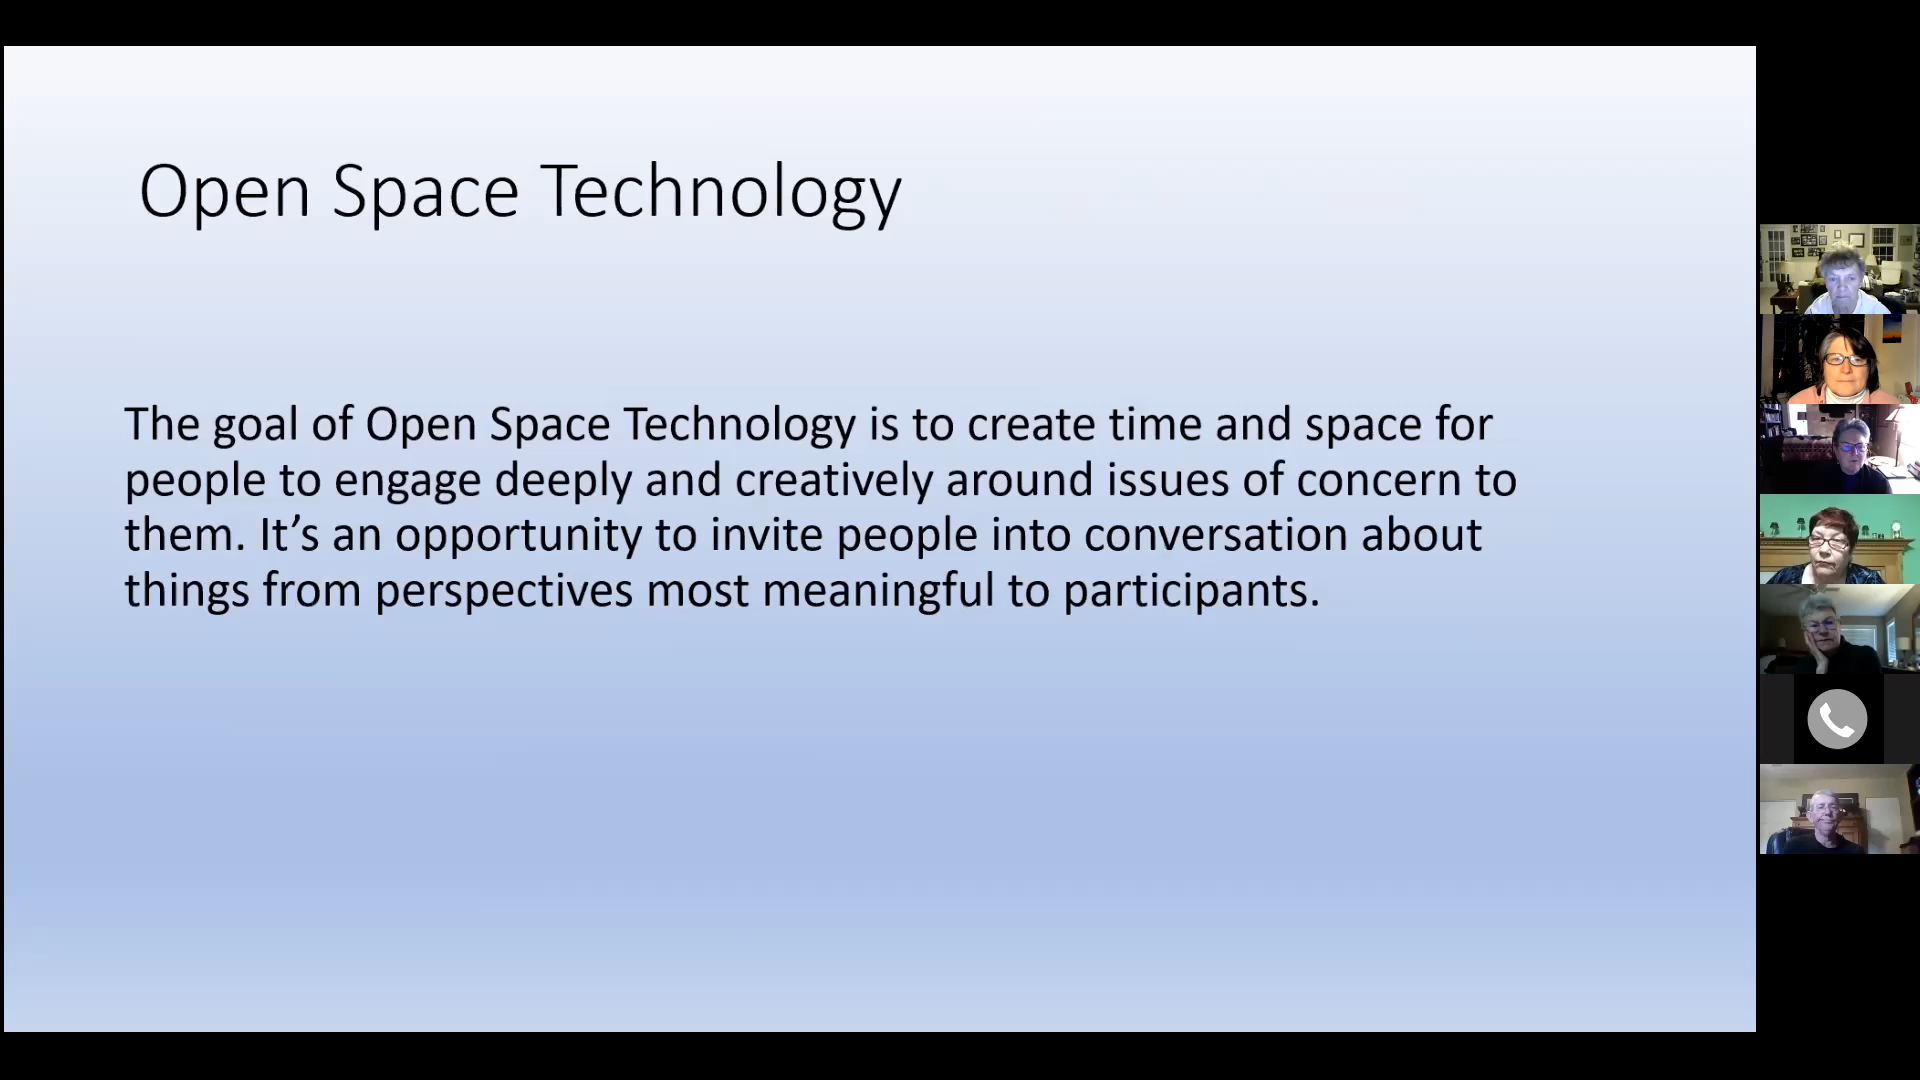 Open Space Technology
The goal of Open Space Technology is to create time and space for
people to engage deeply and creatively around issues of concern to
them. It’s an opportunity to invite people into conversation about
things from perspectives most meaningful to participants.